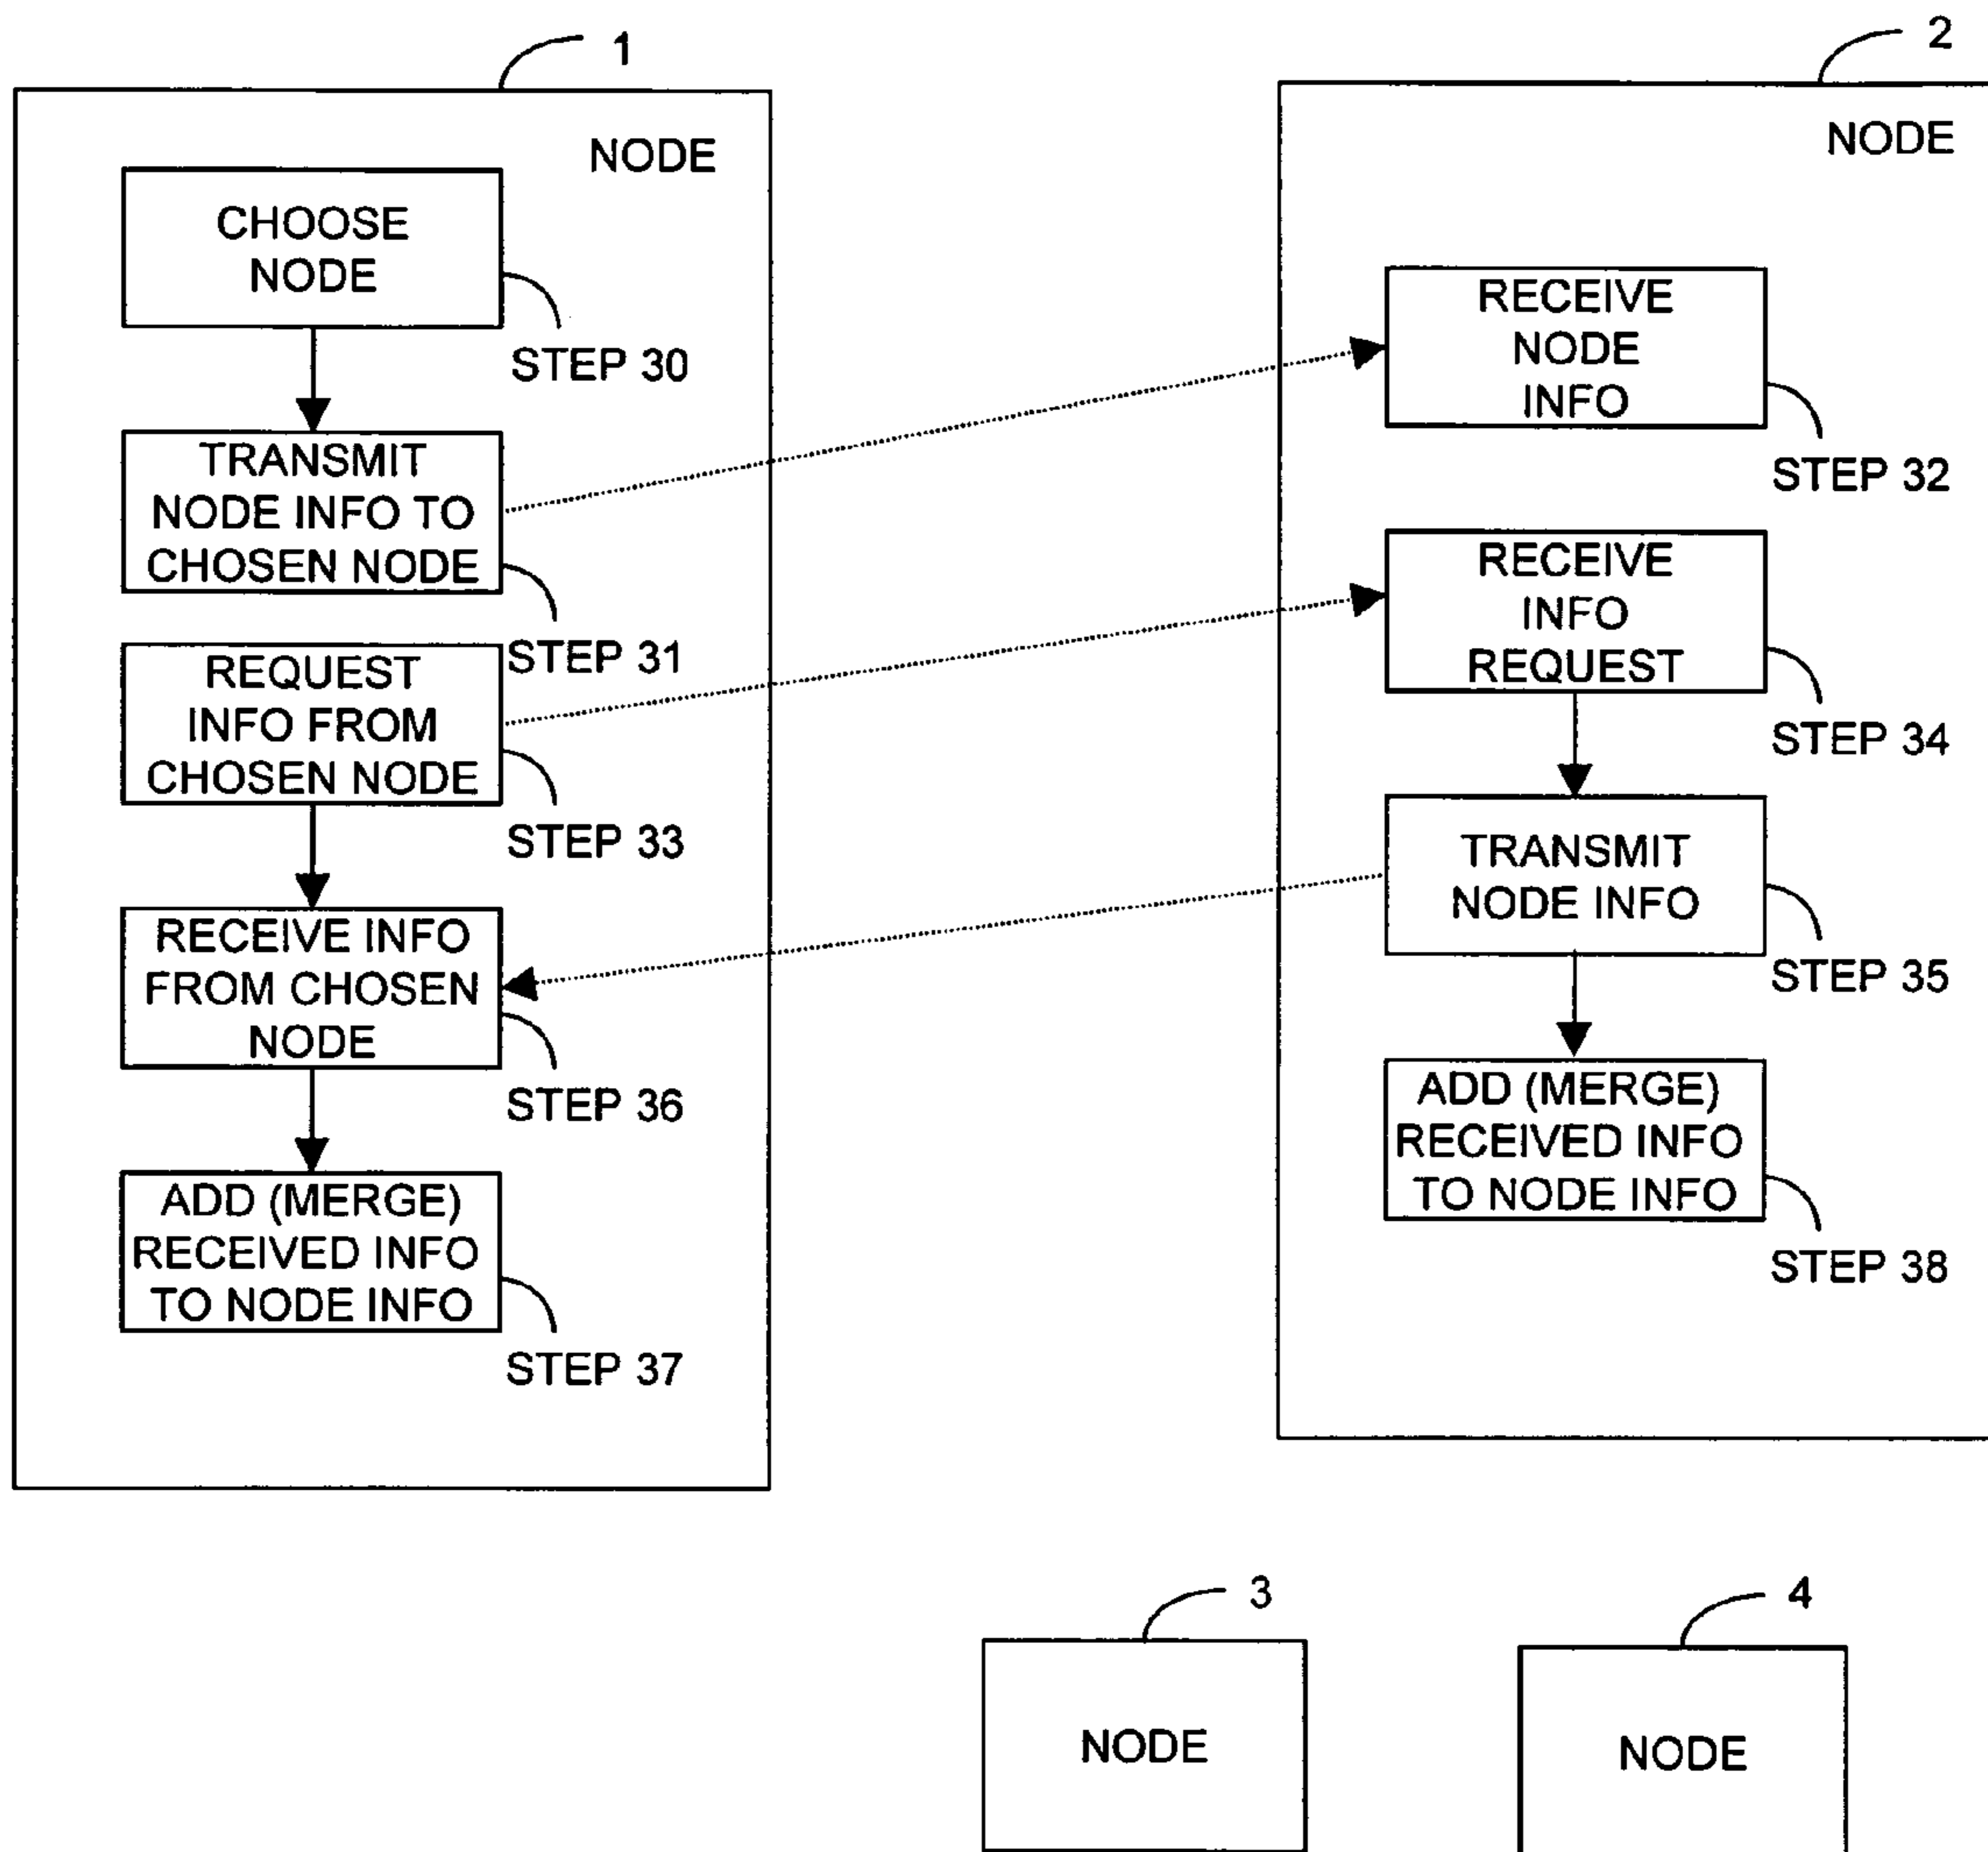 1
NODE
CHOOSE
NODE
STEP 30
TRANSMIT
NODE INFO TO
CHOSEN NODE
STEP 31
REQUEST
INFO FROM
CHOSEN NODE
STEP 33
RECEIVE INFO
FROM CHOSEN
NODE
STEP 36
ADD (MERGE)
RECEIVED INFO
TO NODE INFO
STEP 37
2
NODE
RECEIVE
NODE
INFO
STEP 32
RECEIVE
INFO
REQUEST
STEP 34
TRANSMIT
NODE INFO
STEP 35
ADD (MERGE)
RECEIVED INFO
TO NODE INFO
STEP 38
3
NODE
4
NODE